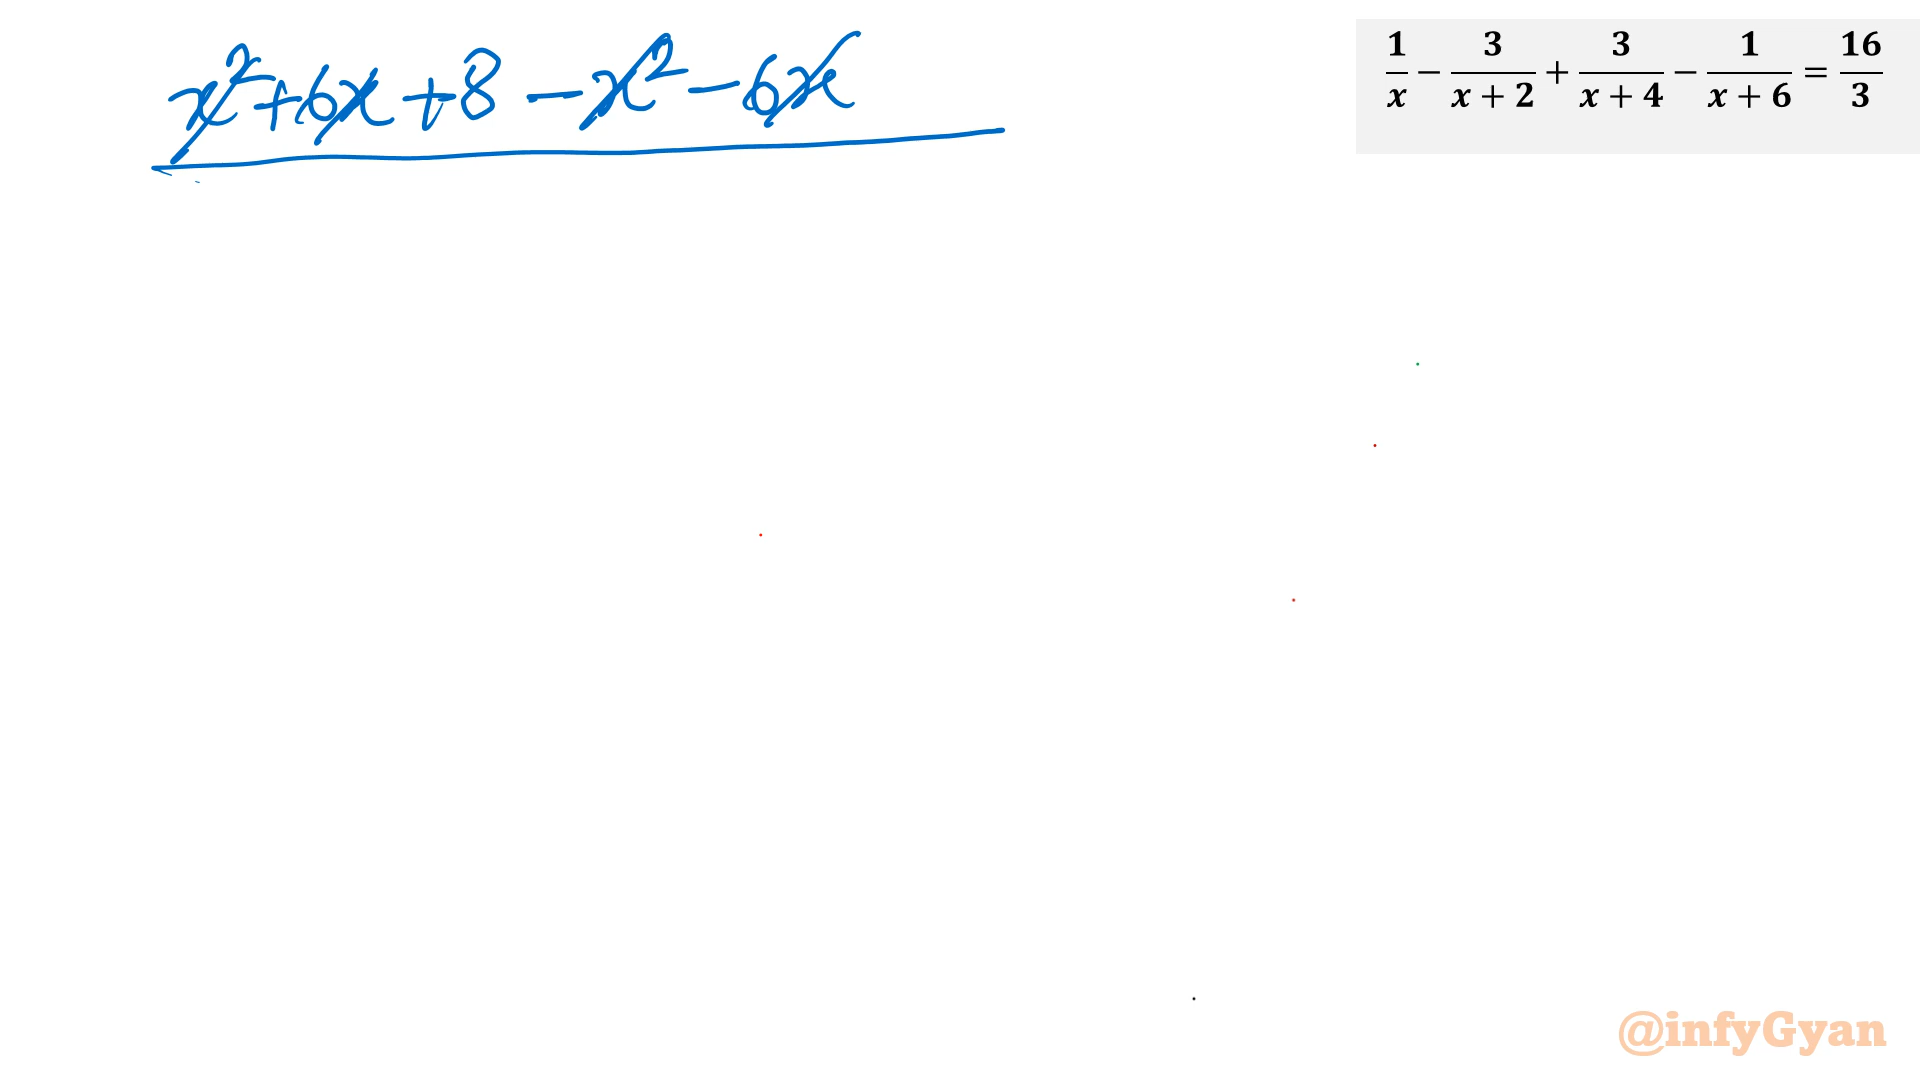 x² + 6x + 8 - x² - 6x
1/x - 3/(x + 2) + 3/(x + 4) - 1/(x + 6) = 16/3
@infyGyan